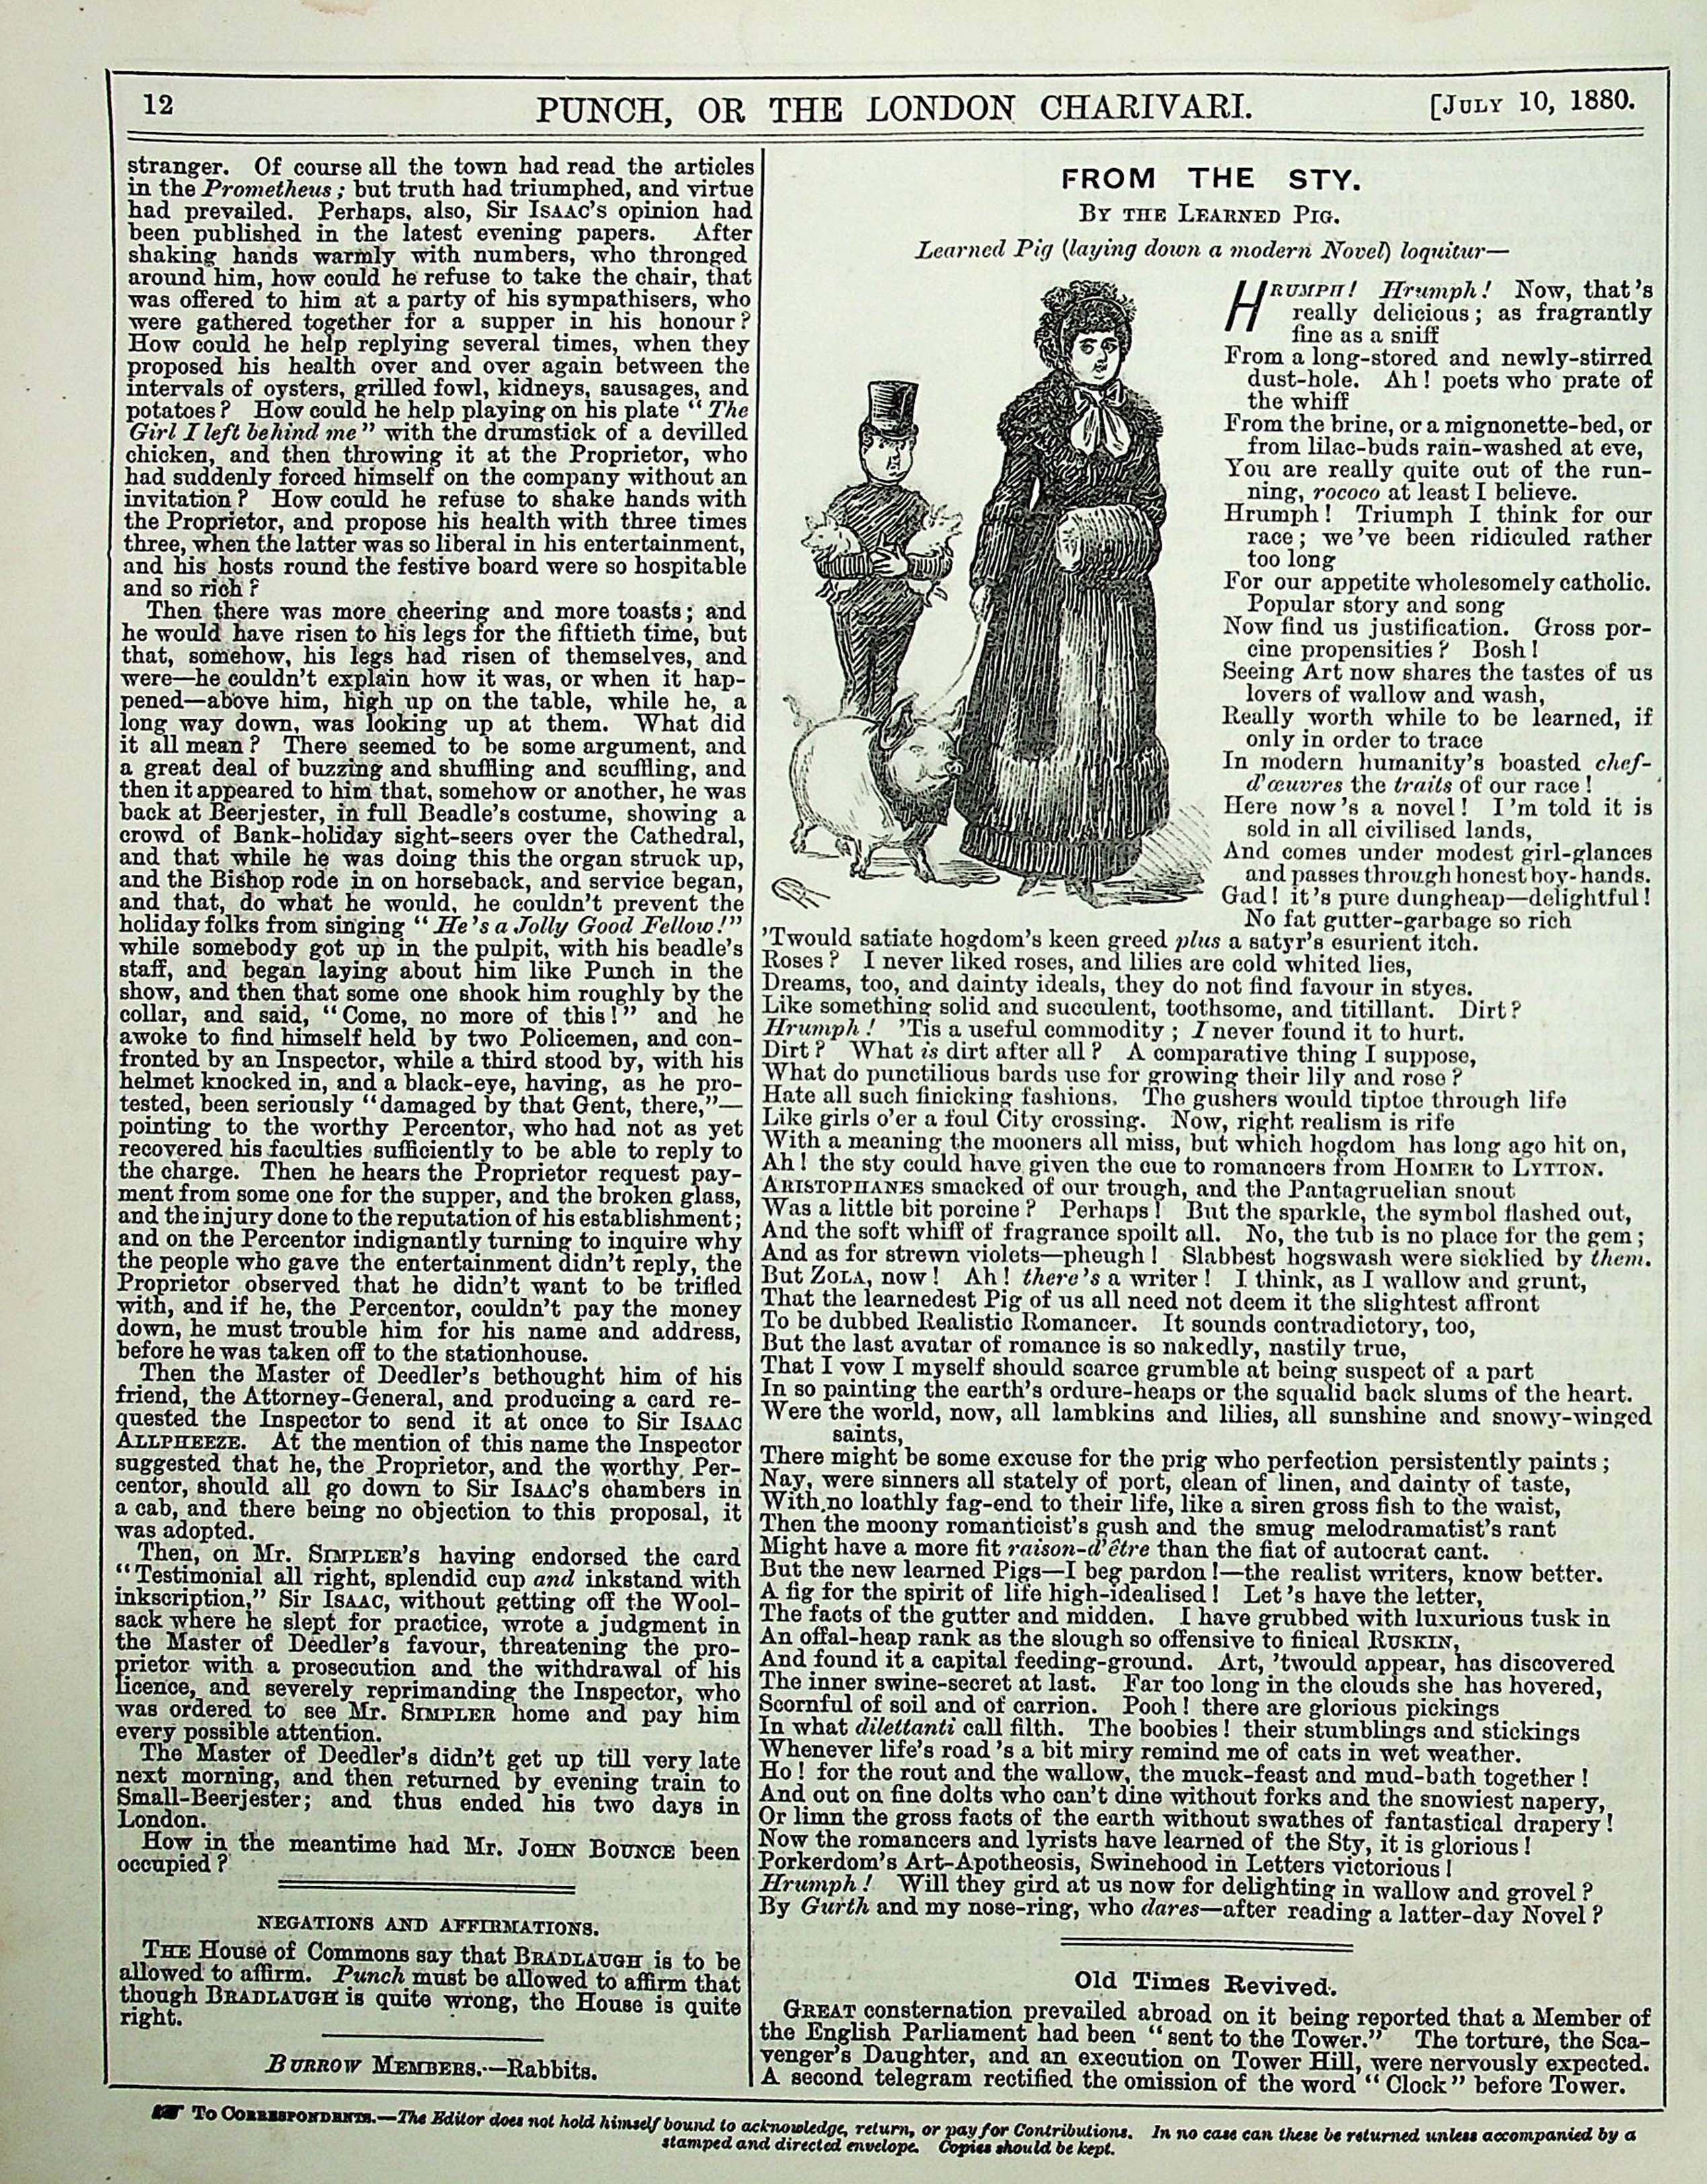 12
PUNCH, OR THE LONDON CHARIVARI.
[JULY 10, 1880.
stranger. Of course all the town had read the articles
in the Prometheus; but truth had triumphed, and virtue
had prevailed. Perhaps, also, Sir ISAAC'S opinion had
been published in the latest evening papers. After
shaking hands warmly with numbers, who thronged
around him, how could he refuse to take the chair, that
was offered to him at a party of his sympathisers, who
were gathered together for a supper in his honour?
How could he help replying several times, when they
proposed his health over and over again between the
intervals of oysters, grilled fowl, kidneys, sausages, and
potatoes? How could he help playing on his plate "The
Girl I left behind me" with the drumstick of a devilled
chicken, and then throwing it at the Proprietor, who
had suddenly forced himself on the company without an
invitation? How could he refuse to shake hands with
the Proprietor, and propose his health with three times
three, when the latter was so liberal in his entertainment,
and his hosts round the festive board were so hospitable
and so rich?
Then there was more cheering and more toasts; and
he would have risen to his legs for the fiftieth time, but
that, somehow, his legs had risen of themselves, and
were—he couldn't explain how it was, or when it hap-
pened—above him, high up on the table, while he, a
long way down, was looking up at them. What did
it all mean? There seemed to be some argument, and
a great deal of buzzing and shuffling and scuffling, and
then it appeared to him that, somehow or another, he was
back at Beerjester, in full Beadle's costume, showing a
crowd of Bank-holiday sight-seers over the Cathedral,
and that while he was doing this the organ struck up,
and the Bishop rode in on horseback, and service began,
and that, do what he would, he couldn't prevent the
holiday folks from singing "He's a Jolly Good Fellow!"
while somebody got up in the pulpit, with his beadle's
staff, and began laying about him like Punch in the
show, and then that some one shook him roughly by the
collar, and said, "Come, no more of this!" and he
awoke to find himself held by two Policemen, and con-
fronted by an Inspector, while a third stood by, with his
helmet knocked in, and a black-eye, having, as he pro-
tested, been seriously "damaged by that Gent, there,"—
pointing to the worthy Percentor, who had not as yet
recovered his faculties sufficiently to be able to reply to
the charge. Then he hears the Proprietor request pay-
ment from some one for the supper, and the broken glass,
and the injury done to the reputation of his establishment;
and on the Percentor indignantly turning to inquire why
the people who gave the entertainment didn't reply, the
Proprietor observed that he didn't want to be trifled
with, and if he, the Percentor, couldn't pay the money
down, he must trouble him for his name and address,
before he was taken off to the stationhouse.
Then the Master of Deedler's bethought him of his
friend, the Attorney-General, and producing a card re-
quested the Inspector to send it at once to Sir ISAAC
ALLPHEEZE. At the mention of this name the Inspector
suggested that he, the Proprietor, and the worthy Per-
centor, should all go down to Sir ISAAC'S chambers in
a cab, and there being no objection to this proposal, it
was adopted.
Then, on Mr. SIMPLER'S having endorsed the card
"Testimonial all right, splendid cup and inkstand with
inkscription," Sir ISAAC, without getting off the Wool-
sack where he slept for practice, wrote a judgment in
the Master of Deedler's favour, threatening the pro-
prietor with a prosecution and the withdrawal of his
licence, and severely reprimanding the Inspector, who
was ordered to see Mr. SIMPLER home and pay him
every possible attention.
The Master of Deedler's didn't get up till very late
next morning, and then returned by evening train to
Small-Beerjester; and thus ended his two days in
London.
How in the meantime had Mr. JOHN BOUNCE been
occupied?
NEGATIONS AND AFFIRMATIONS.
THE House of Commons say that BRADLAUGH is to be
allowed to affirm. Punch must be allowed to affirm that
though BRADLAUGH is quite wrong, the House is quite
right.
BURROW MEMBERS.—Rabbits.
FROM THE STY.
BY THE LEARNED PIG.
Learned Pig (laying down a modern Novel) loquitur—
HRUMPH! Hrumph! Now, that's
really delicious; as fragrantly
fine as a sniff
From a long-stored and newly-stirred
dust-hole. Ah! poets who prate of
the whiff
From the brine, or a mignonette-bed, or
from lilac-buds rain-washed at eve,
You are really quite out of the run-
ning, rococo at least I believe.
Hrumph! Triumph I think for our
race; we've been ridiculed rather
too long
For our appetite wholesomely catholic.
Popular story and song
Now find us justification. Gross por-
cine propensities? Bosh!
Seeing Art now shares the tastes of us
lovers of wallow and wash,
Really worth while to be learned, if
only in order to trace
In modern humanity's boasted chef-
d'œuvres the traits of our race!
Here now's a novel! I'm told it is
sold in all civilised lands,
And comes under modest girl-glances
and passes through honest boy-hands.
Gad! it's pure dungheap—delightful!
No fat gutter-garbage so rich
'Twould satiate hogdom's keen greed plus a satyr's esurient itch.
Roses? I never liked roses, and lilies are cold whited lies,
Dreams, too, and dainty ideals, they do not find favour in styes.
Like something solid and succulent, toothsome, and titillant. Dirt?
Hrumph! 'Tis a useful commodity; I never found it to hurt.
Dirt? What is dirt after all? A comparative thing I suppose,
What do punctilious bards use for growing their lily and rose?
Hate all such finicking fashions. The gushers would tiptoe through life
Like girls o'er a foul City crossing. Now, right realism is rife
With a meaning the mooners all miss, but which hogdom has long ago hit on,
Ah! the sty could have given the cue to romancers from HOMER to LYTTON.
ARISTOPHANES smacked of our trough, and the Pantagruelian snout
Was a little bit porcine? Perhaps! But the sparkle, the symbol flashed out,
And the soft whiff of fragrance spoilt all. No, the tub is no place for the gem;
And as for strewn violets—pheugh! Slabbest hogswash were sicklied by them.
But ZOLA, now! Ah! there's a writer! I think, as I wallow and grunt,
That the learnedest Pig of us all need not deem it the slightest affront
To be dubbed Realistic Romancer. It sounds contradictory, too,
But the last avatar of romance is so nakedly, nastily true,
That I vow I myself should scarce grumble at being suspect of a part
In so painting the earth's ordure-heaps or the squalid back slums of the heart.
Were the world, now, all lambkins and lilies, all sunshine and snowy-winged
saints,
There might be some excuse for the prig who perfection persistently paints;
Nay, were sinners all stately of port, clean of linen, and dainty of taste,
With no loathly fag-end to their life, like a siren gross fish to the waist,
Then the moony romanticist's gush and the smug melodramatist's rant
Might have a more fit raison-d'être than the fiat of autocrat cant.
But the new learned Pigs—I beg pardon!—the realist writers, know better.
A fig for the spirit of life high-idealised! Let's have the letter,
The facts of the gutter and midden. I have grubbed with luxurious tusk in
An offal-heap rank as the slough so offensive to finical RUSKIN,
And found it a capital feeding-ground. Art, 'twould appear, has discovered
The inner swine-secret at last. Far too long in the clouds she has hovered,
Scornful of soil and of carrion. Pooh! there are glorious pickings
In what dilettanti call filth. The boobies! their stumblings and stickings
Whenever life's road's a bit miry remind me of cats in wet weather.
Ho! for the rout and the wallow, the muck-feast and mud-bath together!
And out on fine dolts who can't dine without forks and the snowiest napery,
Or limn the gross facts of the earth without swathes of fantastical drapery!
Now the romancers and lyrists have learned of the Sty, it is glorious!
Porkerdom's Art-Apotheosis, Swinehood in Letters victorious!
Hrumph! Will they gird at us now for delighting in wallow and grovel?
By Gurth and my nose-ring, who dares—after reading a latter-day Novel?
Old Times Revived.
GREAT consternation prevailed abroad on it being reported that a Member of
the English Parliament had been "sent to the Tower." The torture, the Sca-
venger's Daughter, and an execution on Tower Hill, were nervously expected.
A second telegram rectified the omission of the word "Clock" before Tower.
☛ TO CORRESPONDENTS.—The Editor does not hold himself bound to acknowledge, return, or pay for Contributions. In no case can these be returned unless accompanied by a
stamped and directed envelope. Copies should be kept.